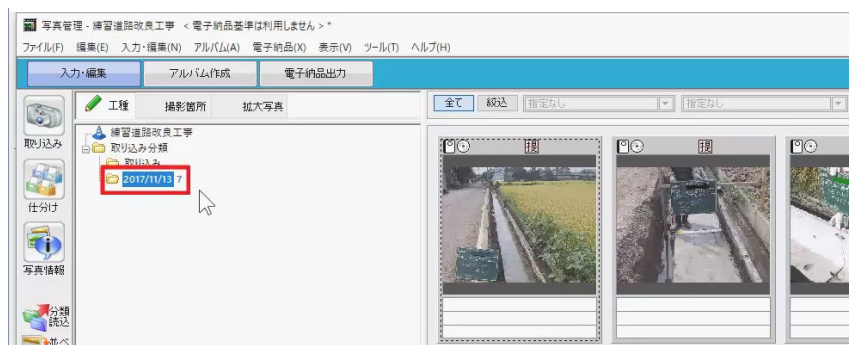 写真管理 - 練習道路改良工事 <電子納品基準は利用しません> *
ファイル(F) 編集(E) 入力・編集(N) アルバム(A) 電子納品(X) 表示(V) ツール(T) ヘルプ(H)
入力・編集 アルバム作成 電子納品出力
工種 撮影箇所 拡大写真
全て 絞込 指定なし 指定なし
取り込み
仕分け
写真情報
分類
読込
並べ
練習道路改良工事
取り込み分類
取り込み
2017/11/13 7
提 提